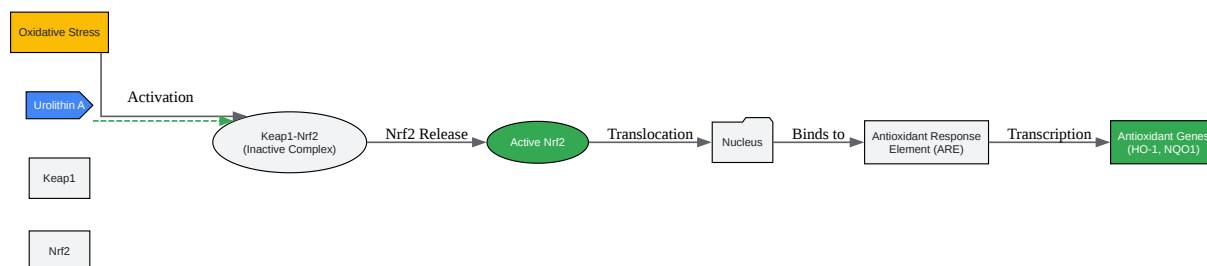 Oxidative Stress
Urolithin A
Activation
Keap1
Nrf2
Keap1-Nrf2
(Inactive Complex)
Nrf2 Release
Active Nrf2
Translocation
Nucleus
Binds to
Antioxidant Response
Element (ARE)
Transcription
Antioxidant Genes
(HO-1, NQO1)